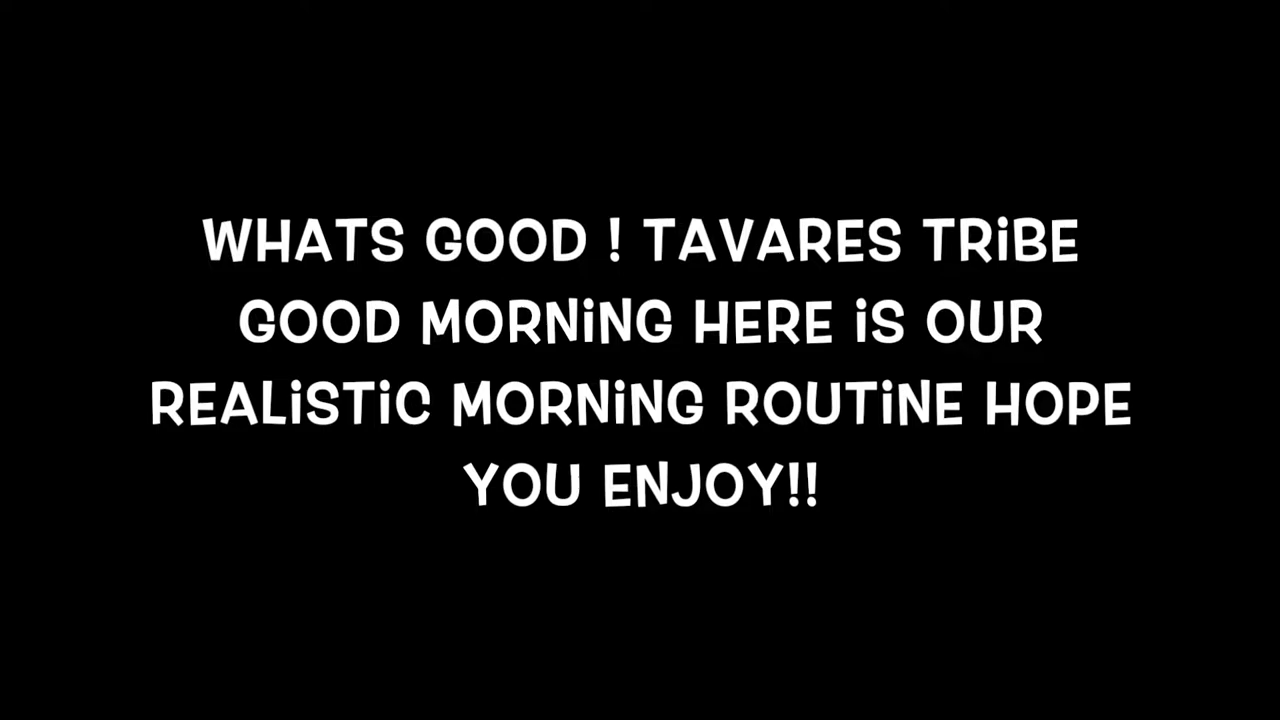 WHATS GOOD ! TAVARES TRiBE
GOOD MORNiNG HERE iS OUR
REALiSTiC MORNiNG ROUTiNE HOPE
YOU ENJOY!!